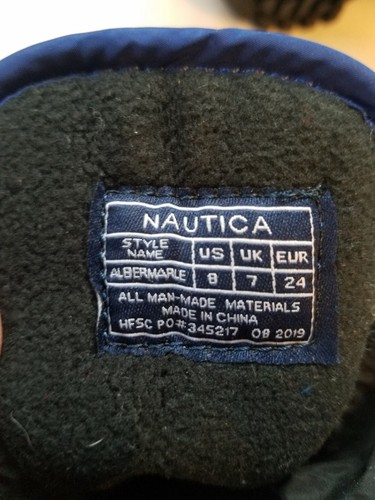 NAUTICA
STYLE NAME US UK EUR
ALBERMARLE 8 7 24
ALL MAN-MADE MATERIALS
MADE IN CHINA
HFSC PO#345217 08 2019